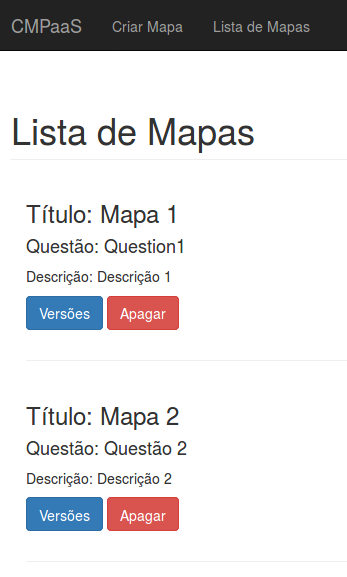 CMPaaS Criar Mapa Lista de Mapas
Lista de Mapas
Título: Mapa 1
Questão: Question1
Descrição: Descrição 1
Versões Apagar
Título: Mapa 2
Questão: Questão 2
Descrição: Descrição 2
Versões Apagar